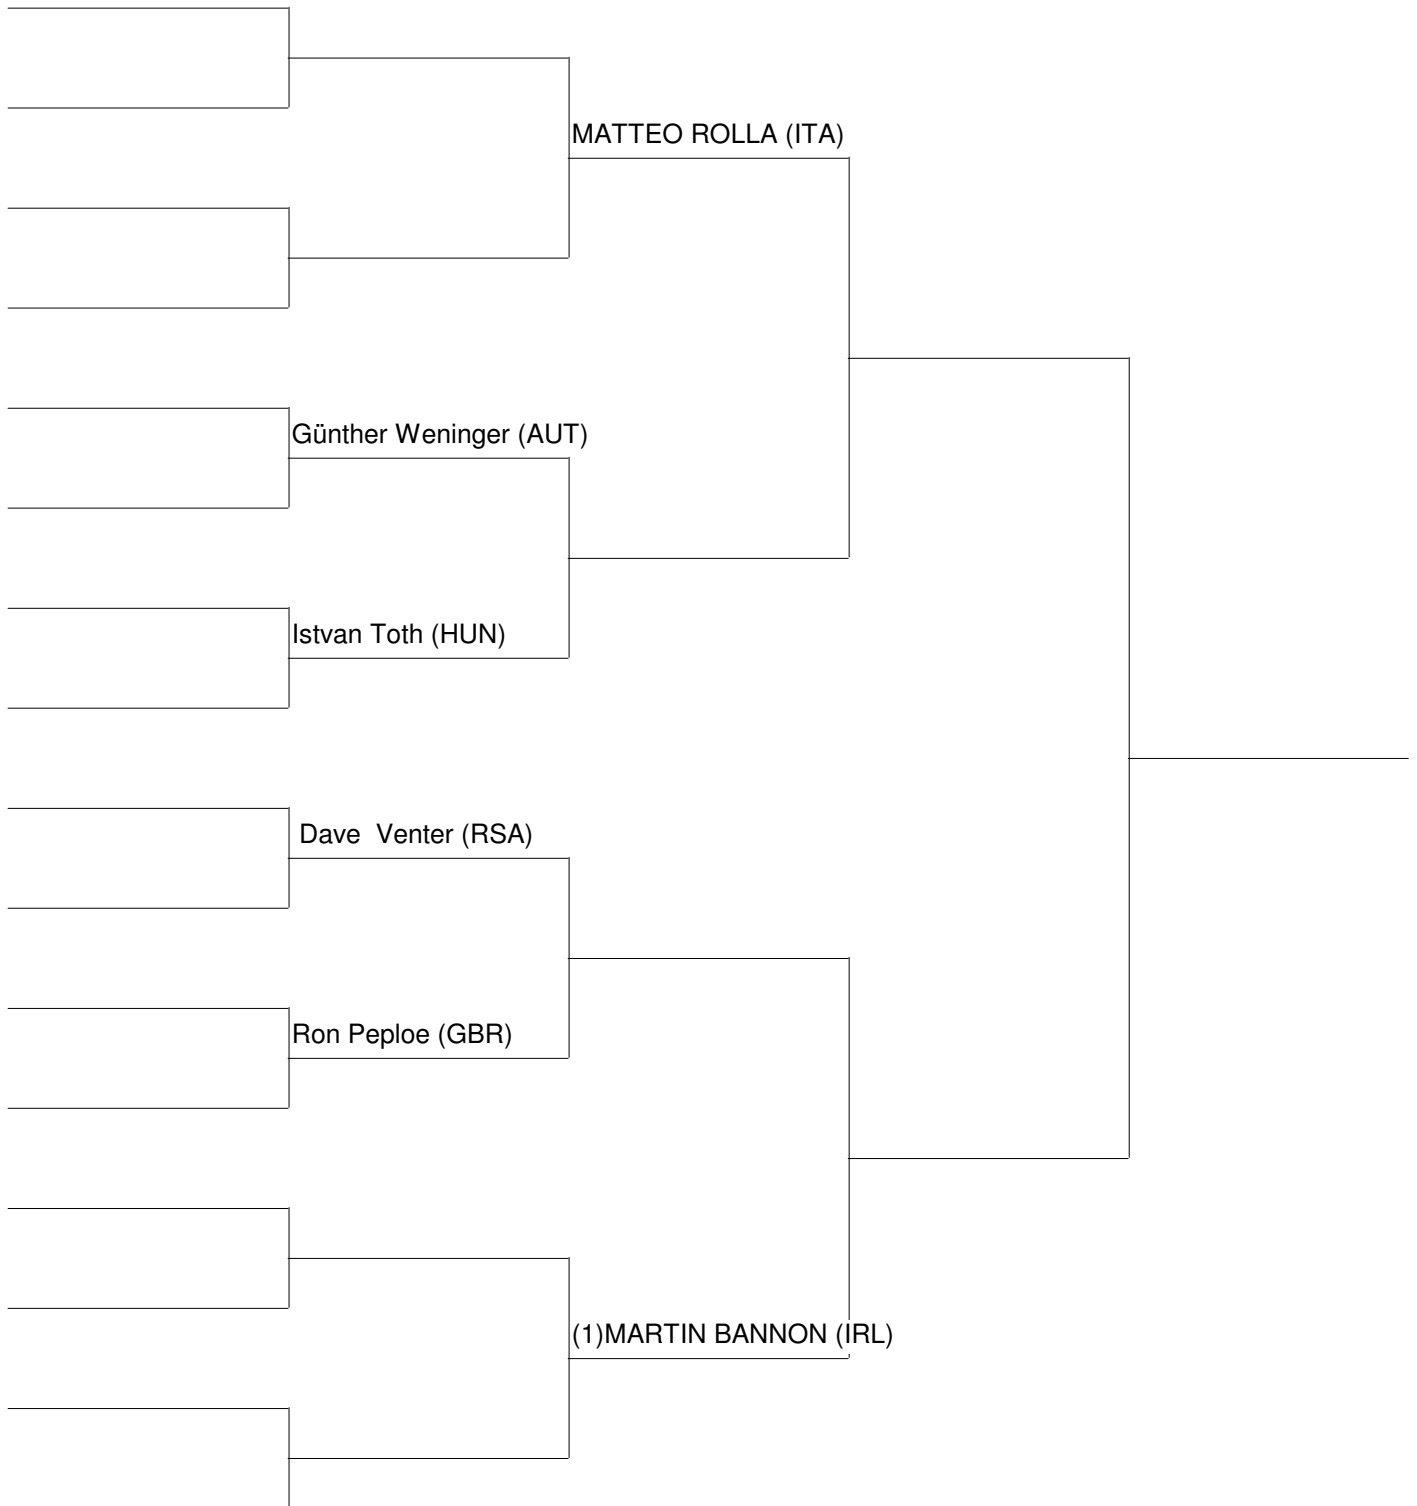 MATTEO ROLLA (ITA)
Günther Weninger (AUT)
Istvan Toth (HUN)
Dave  Venter (RSA)
Ron Peploe (GBR)
(1)MARTIN BANNON (IRL)